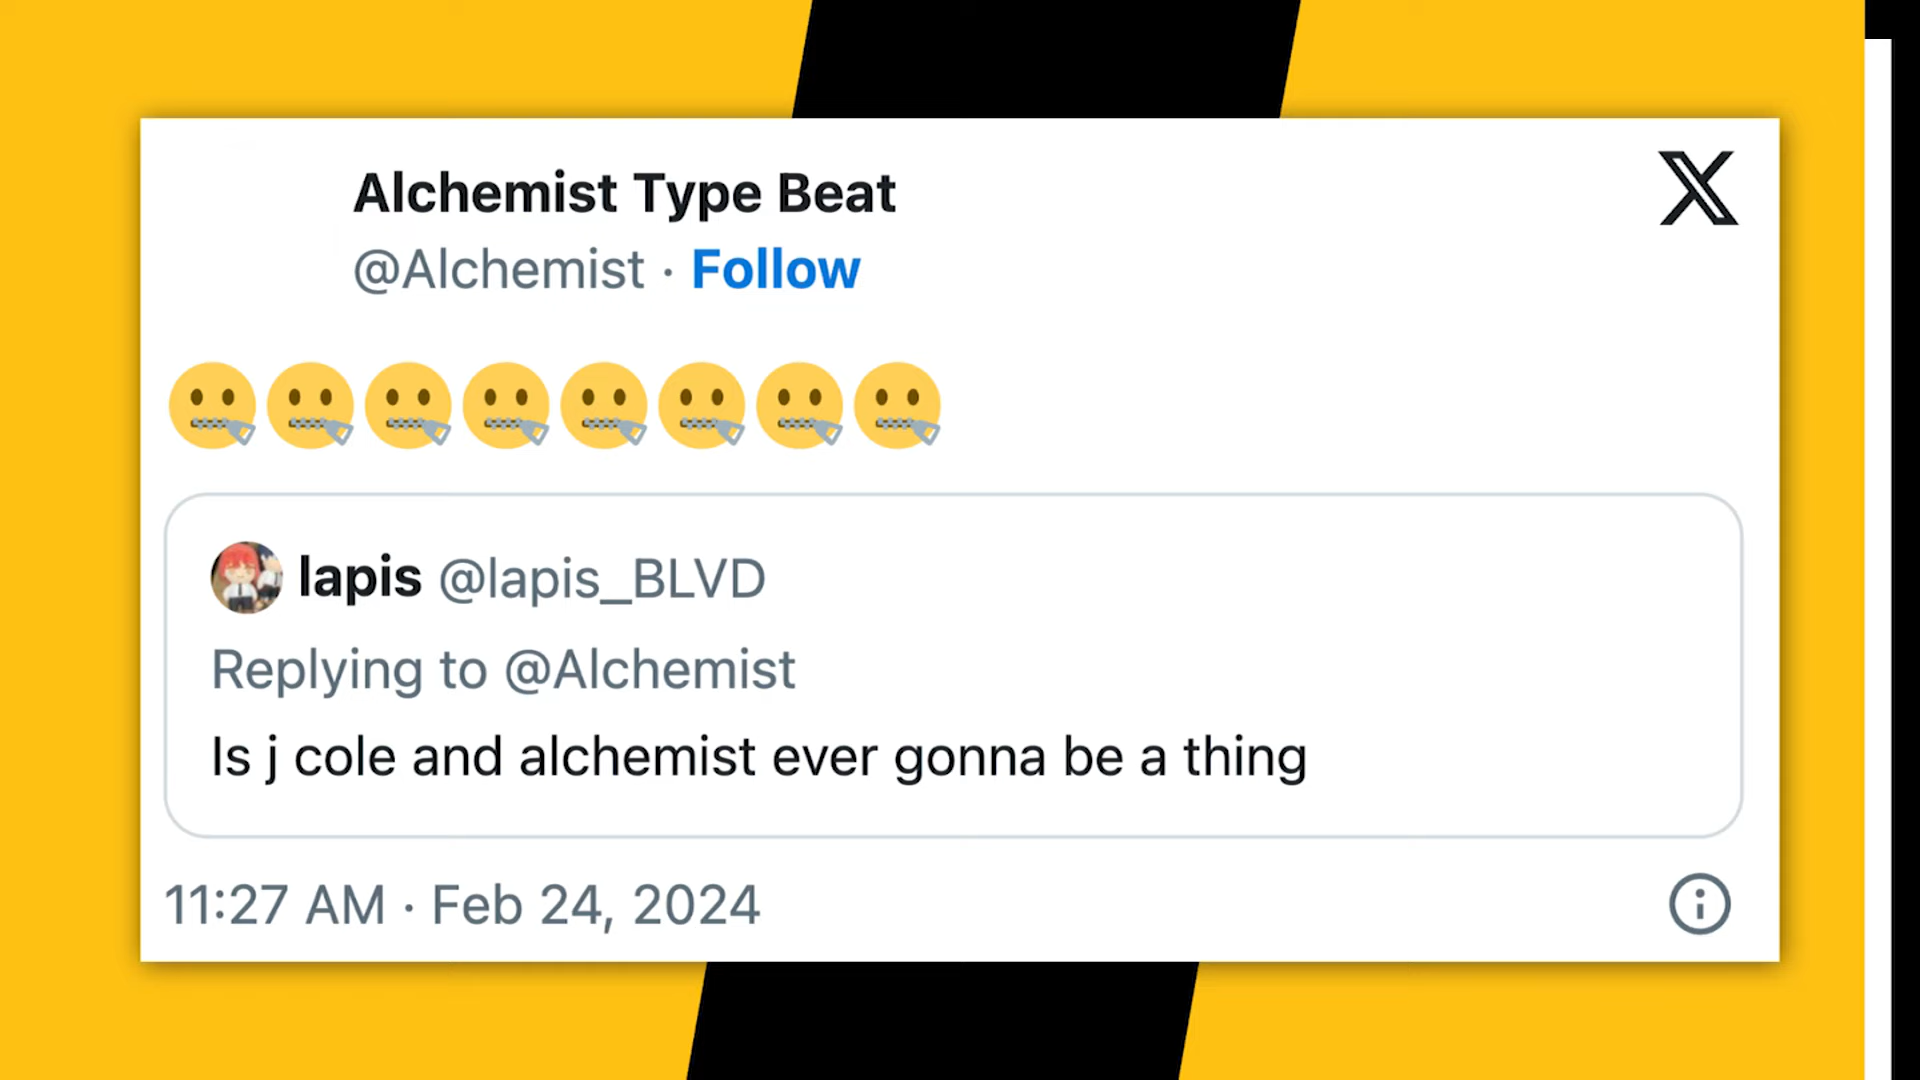 Alchemist Type Beat
@Alchemist · Follow
🤐🤐🤐🤐🤐🤐🤐🤐
lapis @lapis_BLVD
Replying to @Alchemist
Is j cole and alchemist ever gonna be a thing
11:27 AM · Feb 24, 2024